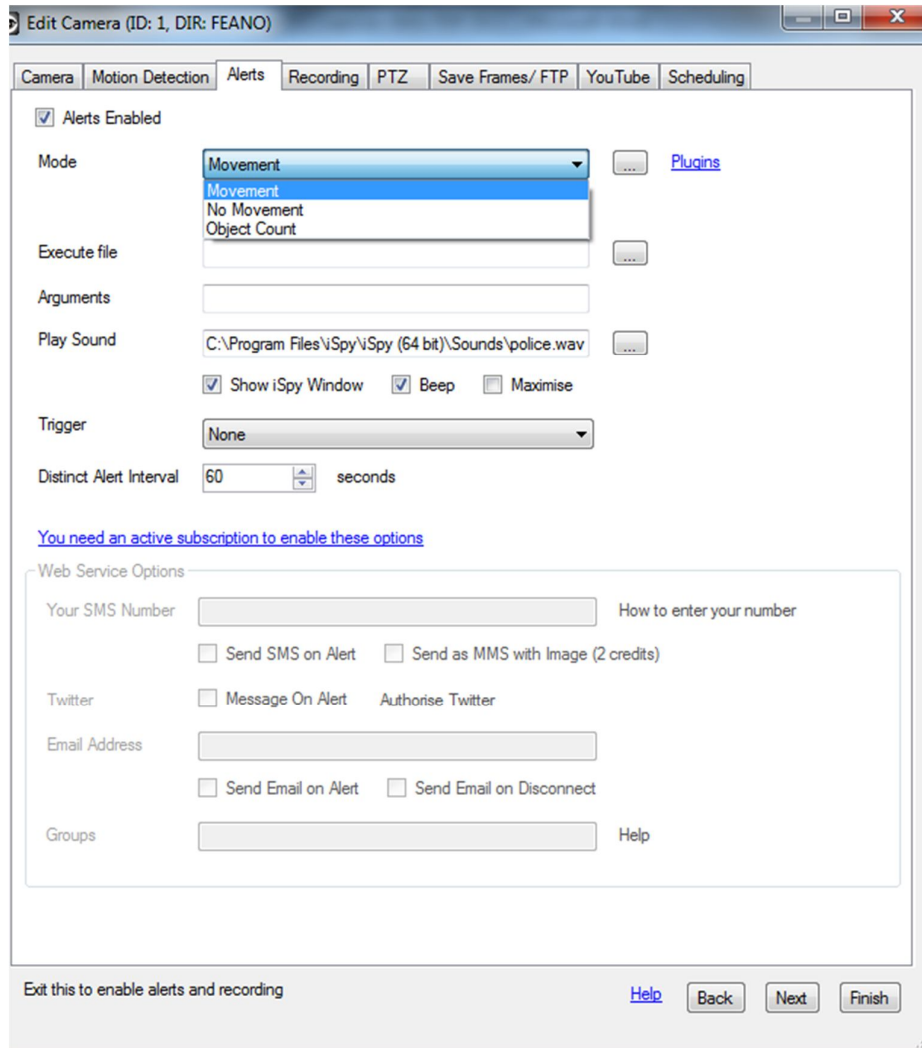 Edit Camera (ID: 1, DIR: FEANO)
Camera Motion Detection Alerts Recording PTZ Save Frames/ FTP YouTube Scheduling
Alerts Enabled
Mode Movement ... Plugins
Movement
No Movement
Object Count
Execute file ...
Arguments
Play Sound C:\Program Files\iSpy\iSpy (64 bit)\Sounds\police.wav ...
Show iSpy Window Beep Maximise
Trigger None
Distinct Alert Interval 60 seconds
You need an active subscription to enable these options
Web Service Options
Your SMS Number How to enter your number
Send SMS on Alert Send as MMS with Image (2 credits)
Twitter Message On Alert Authorise Twitter
Email Address
Send Email on Alert Send Email on Disconnect
Groups Help
Exit this to enable alerts and recording Help Back Next Finish